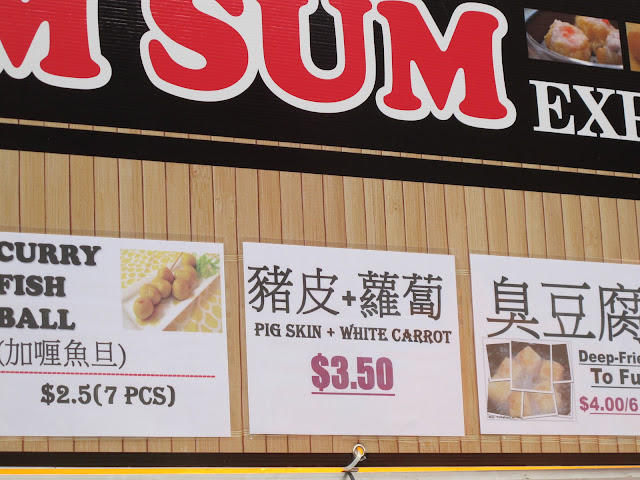 M SUM
EXP
CURRY
FISH
BALL
(加喱魚旦)
$2.5(7 PCS)
豬皮+蘿蔔
PIG SKIN + WHITE CARROT
$3.50
臭豆腐
Deep-Frie
To Fu
$4.00/6